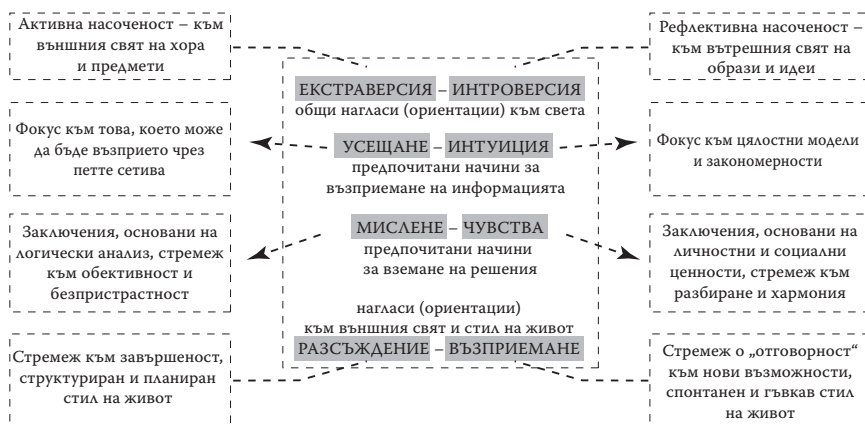 Активна насоченост – към
външния свят на хора
и предмети
Рефлективна насоченост –
към вътрешния свят на
образи и идеи
ЕКСТРАВЕРСИЯ – ИНТРОВЕРСИЯ
общи нагласи (ориентации) към света
Фокус към това, което може
да бъде възприето чрез
петте сетива
УСЕЩАНЕ – ИНТУИЦИЯ
предпочитани начини за
възприемане на информацията
Фокус към цялостни модели
и закономерности
Заключения, основани на
логически анализ, стремеж
към обективност и
безпристрастност
МИСЛЕНЕ – ЧУВСТВА
предпочитани начини
за вземане на решения
Заключения, основани на
личностни и социални
ценности, стремеж към
разбиране и хармония
нагласи (ориентации)
към външния свят и стил на живот
РАЗСЪЖДЕНИЕ – ВЪЗПРИЕМАНЕ
Стремеж към завършеност,
структуриран и планиран
стил на живот
Стремеж о „отговорност“
към нови възможности,
спонтанен и гъвкав стил
на живот